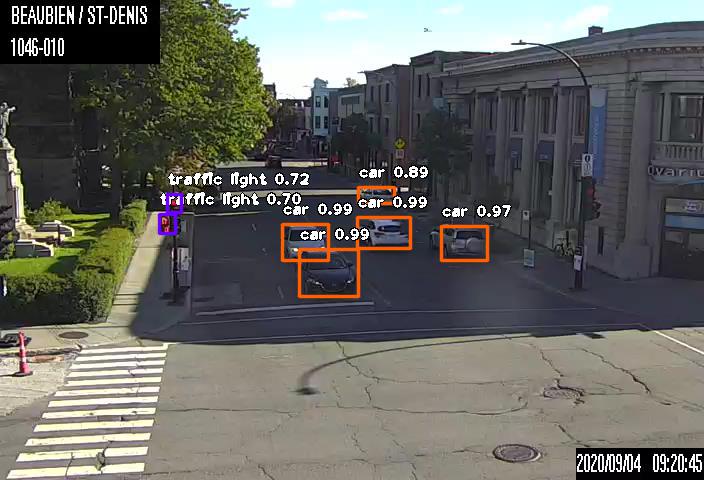 BEAUBIEN / ST-DENIS
1046-010
traffic light 0.72
traffic light 0.70
car 0.89
car 0.99
car 0.99
car 0.97
car 0.99
2020/09/04 09:20:45